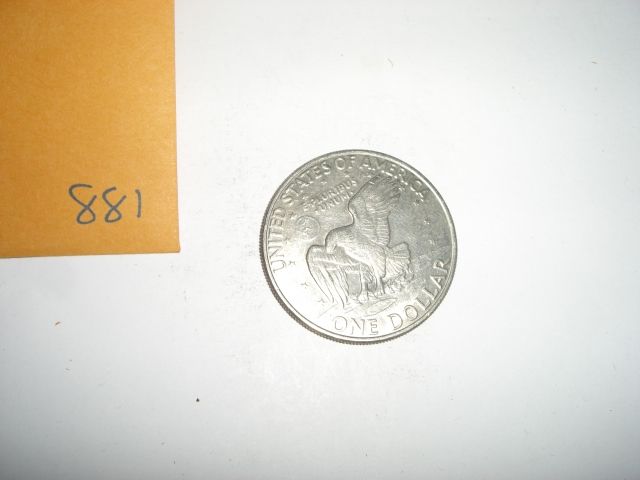 881
UNITED STATES OF AMERICA
E PLURIBUS
UNUM
ONE DOLLAR